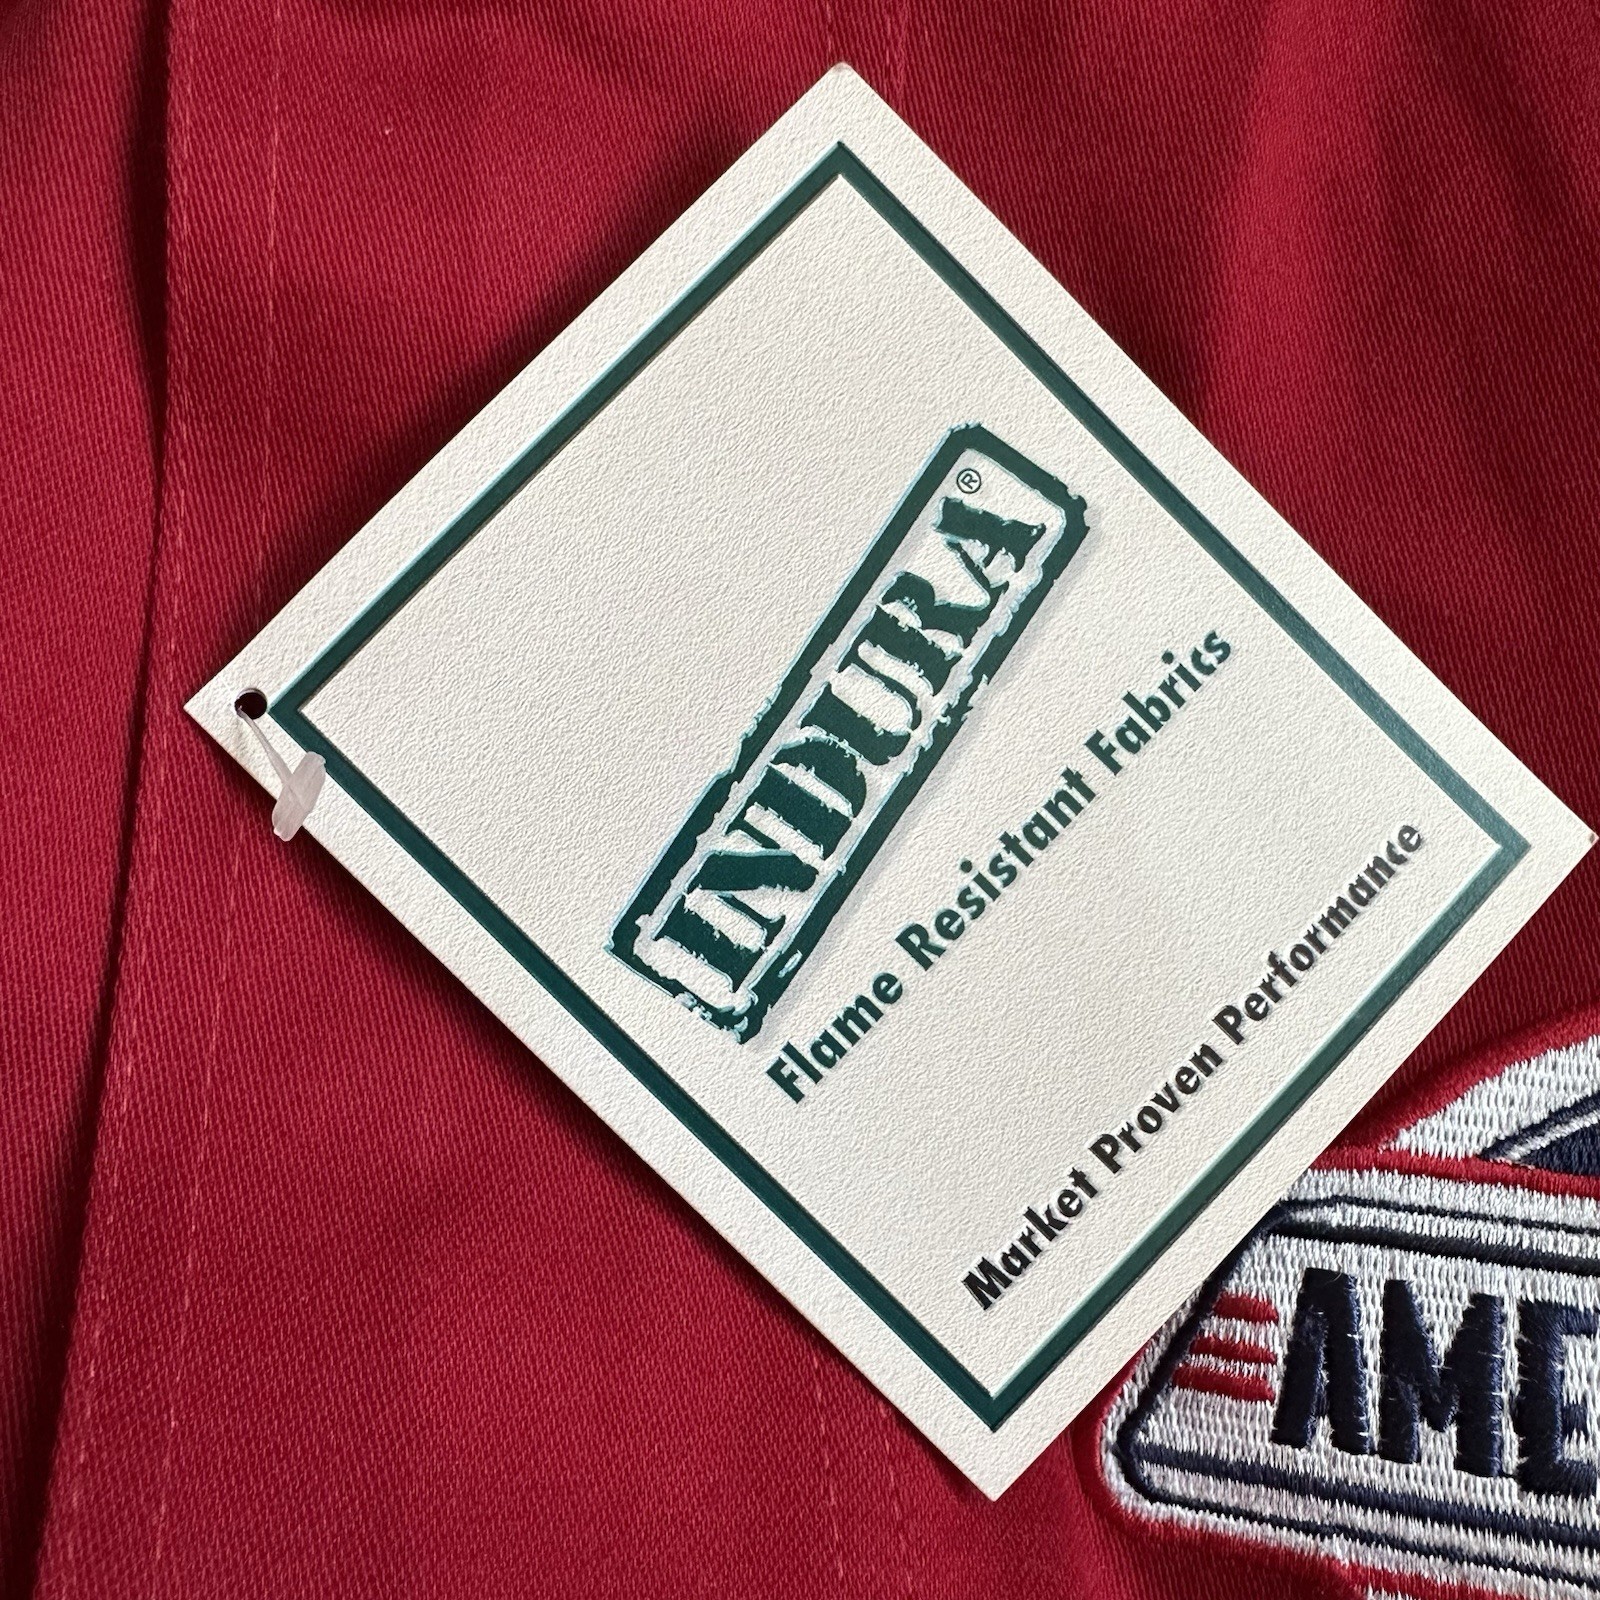 INDURA®
Flame Resistant Fabrics
Market Proven Performance
AME